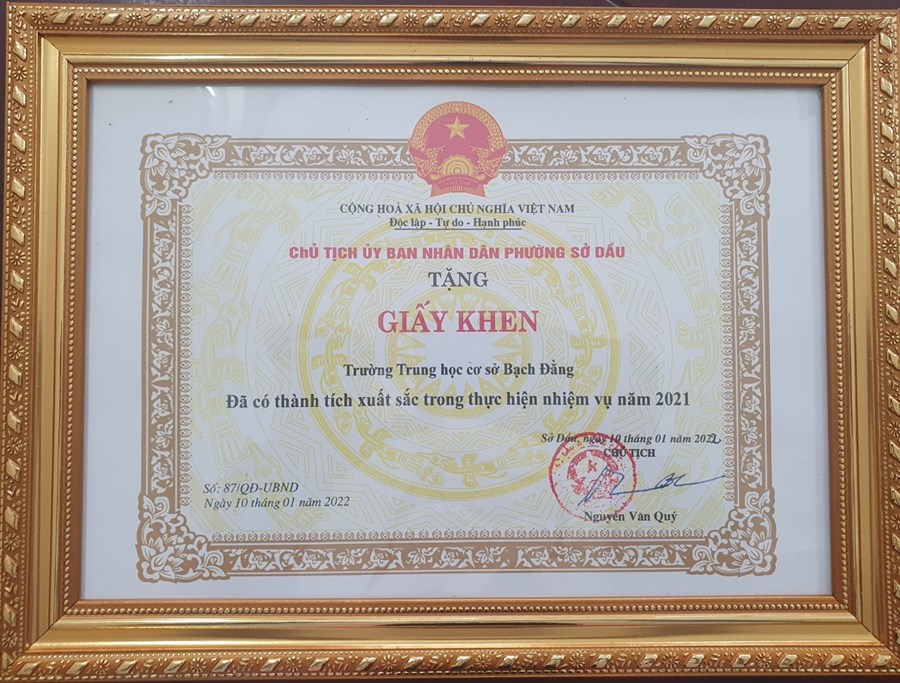 CỘNG HOÀ XÃ HỘI CHỦ NGHĨA VIỆT NAM
Độc lập - Tự do - Hạnh phúc
CHỦ TỊCH ỦY BAN NHÂN DÂN PHƯỜNG SỞ DẦU
TẶNG
GIẤY KHEN
Trường Trung học cơ sở Bạch Đằng
Đã có thành tích xuất sắc trong thực hiện nhiệm vụ năm 2021
Sở Dầu, ngày 10 tháng 01 năm 2022
CHỦ TỊCH
Số: 87/QĐ-UBND
Ngày 10 tháng 01 năm 2022
Nguyễn Văn Quý